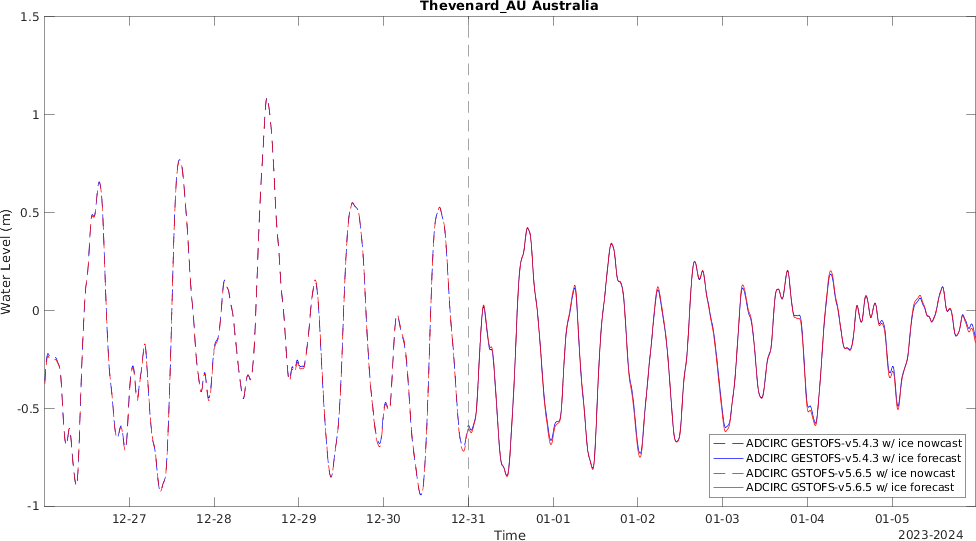 Thevenard_AU Australia
1.5
1
0.5
0
-0.5
-1
Water Level (m)
12-27
12-28
12-29
12-30
12-31
01-01
01-02
01-03
01-04
01-05
Time
2023-2024
ADCIRC GESTOFS-v5.4.3 w/ ice nowcast
ADCIRC GESTOFS-v5.4.3 w/ ice forecast
ADCIRC GSTOFS-v5.6.5 w/ ice nowcast
ADCIRC GSTOFS-v5.6.5 w/ ice forecast